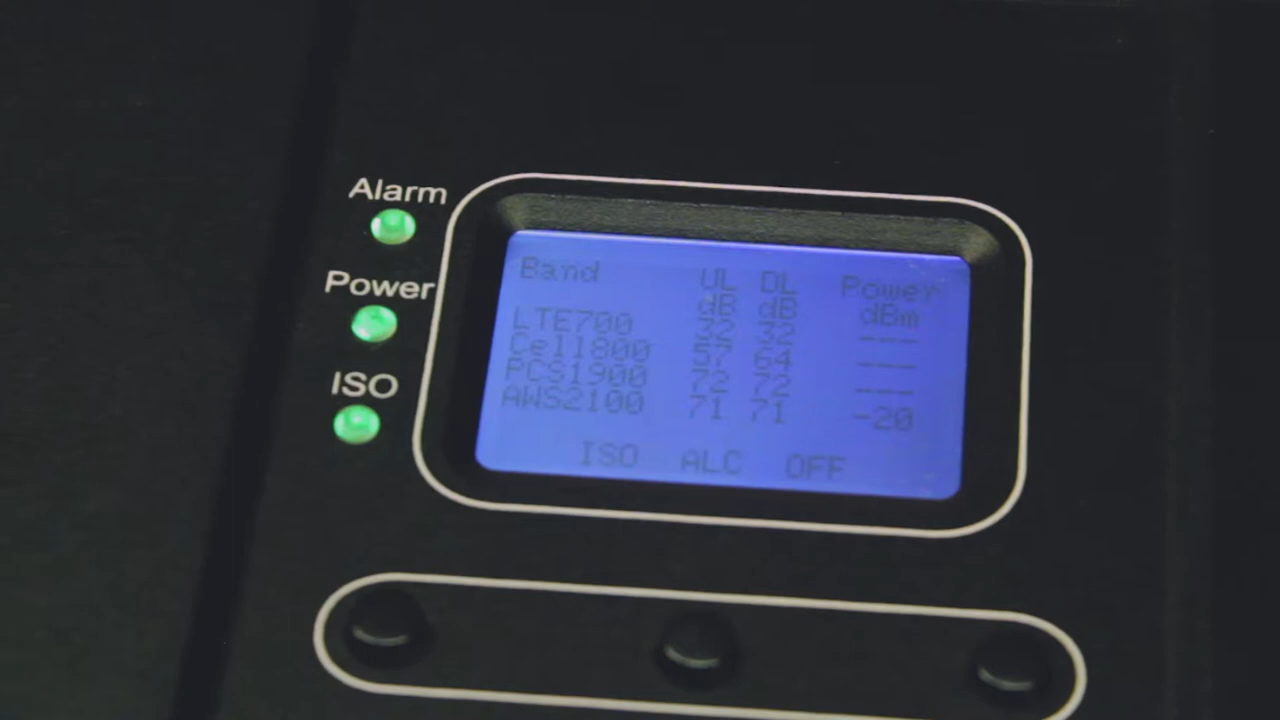 Alarm
Power
ISO
Band UL DL Power
dB dB dBm
LTE700 32 32 ---
Cell800 57 64 ---
PCS1900 72 72 ---
AWS2100 71 71 -20
ISO ALC OFF